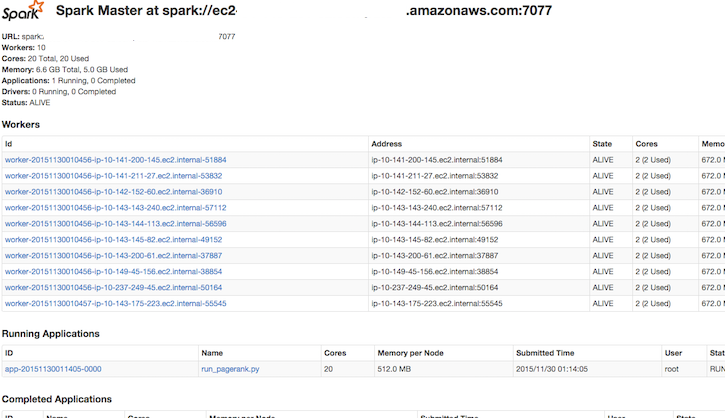 Spark Spark Master at spark://ec2- .amazonaws.com:7077
URL: spark: 7077
Workers: 10
Cores: 20 Total, 20 Used
Memory: 6.6 GB Total, 5.0 GB Used
Applications: 1 Running, 0 Completed
Drivers: 0 Running, 0 Completed
Status: ALIVE
Workers
Id Address State Cores Memo
worker-20151130010456-ip-10-141-200-145.ec2.internal-51884 ip-10-141-200-145.ec2.internal:51884 ALIVE 2 (2 Used) 672.0 M
worker-20151130010456-ip-10-141-211-27.ec2.internal-53832 ip-10-141-211-27.ec2.internal:53832 ALIVE 2 (2 Used) 672.0 M
worker-20151130010456-ip-10-142-152-60.ec2.internal-36910 ip-10-142-152-60.ec2.internal:36910 ALIVE 2 (2 Used) 672.0 M
worker-20151130010456-ip-10-143-143-240.ec2.internal-57112 ip-10-143-143-240.ec2.internal:57112 ALIVE 2 (2 Used) 672.0 M
worker-20151130010456-ip-10-143-144-113.ec2.internal-56596 ip-10-143-144-113.ec2.internal:56596 ALIVE 2 (2 Used) 672.0 M
worker-20151130010456-ip-10-143-145-82.ec2.internal-49152 ip-10-143-145-82.ec2.internal:49152 ALIVE 2 (2 Used) 672.0 M
worker-20151130010456-ip-10-143-200-61.ec2.internal-37887 ip-10-143-200-61.ec2.internal:37887 ALIVE 2 (2 Used) 672.0 M
worker-20151130010456-ip-10-149-45-156.ec2.internal-38854 ip-10-149-45-156.ec2.internal:38854 ALIVE 2 (2 Used) 672.0 M
worker-20151130010456-ip-10-237-249-45.ec2.internal-50164 ip-10-237-249-45.ec2.internal:50164 ALIVE 2 (2 Used) 672.0 M
worker-20151130010457-ip-10-143-175-223.ec2.internal-55545 ip-10-143-175-223.ec2.internal:55545 ALIVE 2 (2 Used) 672.0 M
Running Applications
ID Name Cores Memory per Node Submitted Time User Stat
app-20151130011405-0000 run_pagerank.py 20 512.0 MB 2015/11/30 01:14:05 root RUN
Completed Applications
ID Name Cores Memory per Node Submitted Time User State